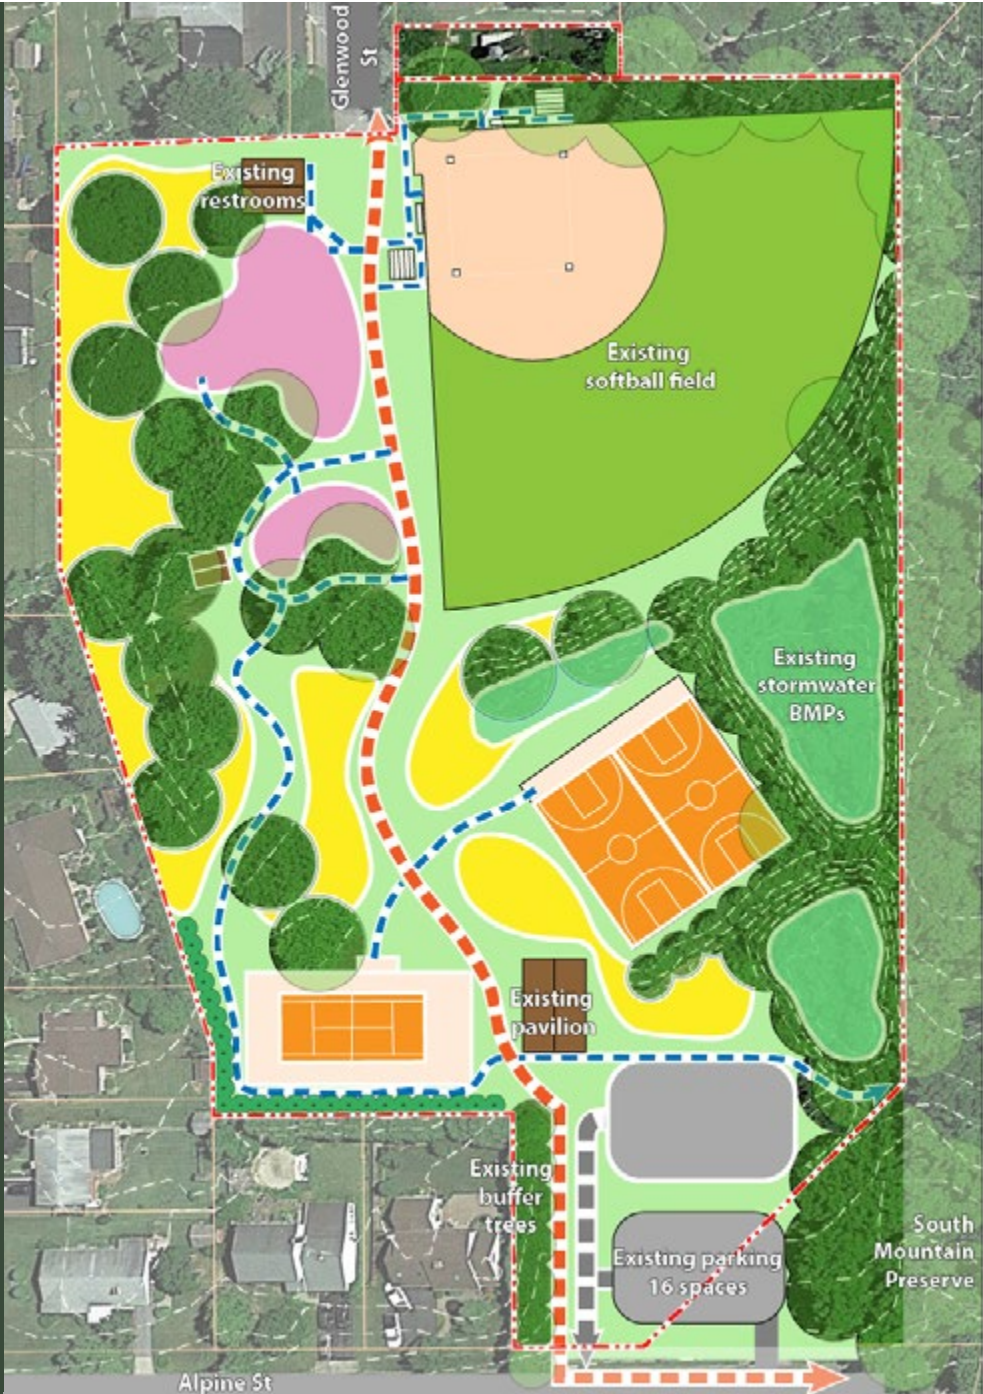 Glenwood
St
Existing
restrooms
Existing
softball field
Existing
stormwater
BMPs
Existing
pavilion
Existing
buffer
trees
Existing parking
16 spaces
South
Mountain
Preserve
Alpine St